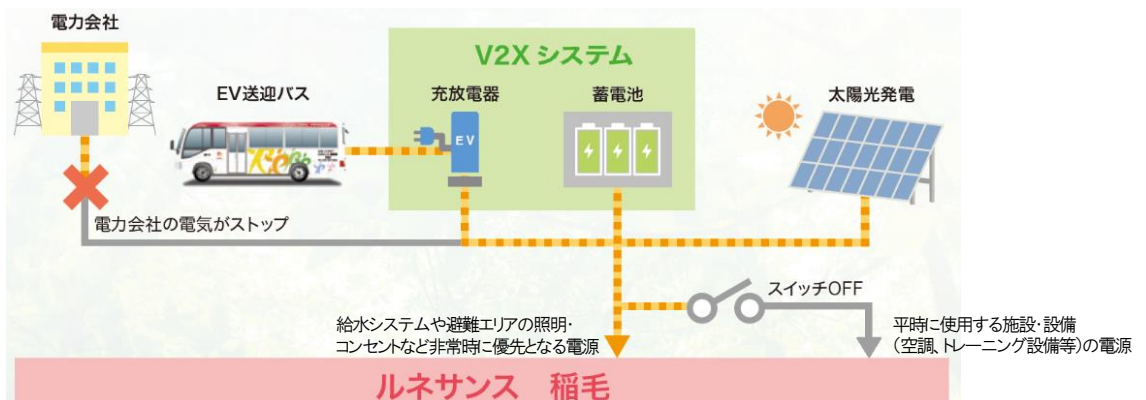 電力会社
V2X システム
EV送迎バス
充放電器
蓄電池
太陽光発電
EV
電力会社の電気がストップ
スイッチOFF
給水システムや避難エリアの照明・
コンセントなど非常時に優先となる電源
平時に使用する施設・設備
（空調、トレーニング設備等）の電源
ルネサンス 稲毛